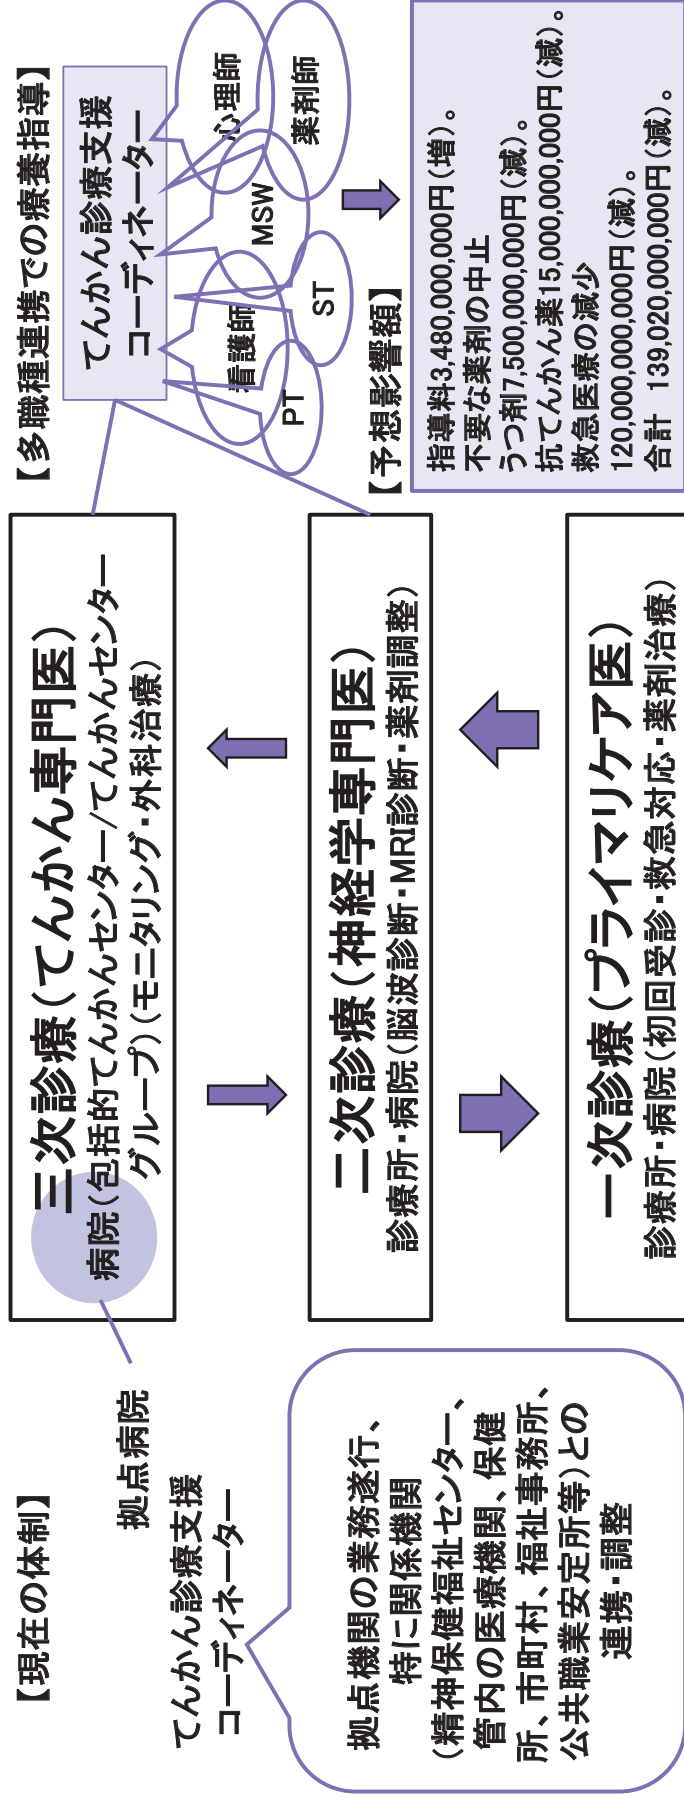 【現在の体制】
拠点病院
てんかん診療支援
コーディネーター
拠点機関の業務遂行、
特に関係機関
(精神保健福祉センター、
管内の医療機関、保健
所、市町村、福祉事務所、
公共職業安定所等)との
連携・調整
三次診療(てんかん専門医)
病院(包括的てんかんセンター/てんかんセンター
グループ)(モニタリング・外科治療)
二次診療(神経学専門医)
診療所・病院(脳波診断・MRI診断・薬剤調整)
一次診療(プライマリケア医)
診療所・病院(初回受診・救急対応・薬剤治療)
【多職種連携での療養指導】
てんかん診療支援
コーディネーター
PT
看護師
ST
MSW
心理師
薬剤師
【予想影響額】
指導料3,480,000,000円(増)。
不要な薬剤の中止
うつ剤7,500,000,000円(減)。
抗てんかん薬15,000,000,000円(減)。
救急医療の減少
120,000,000,000円(減)。
合計 139,020,000,000円(減)。